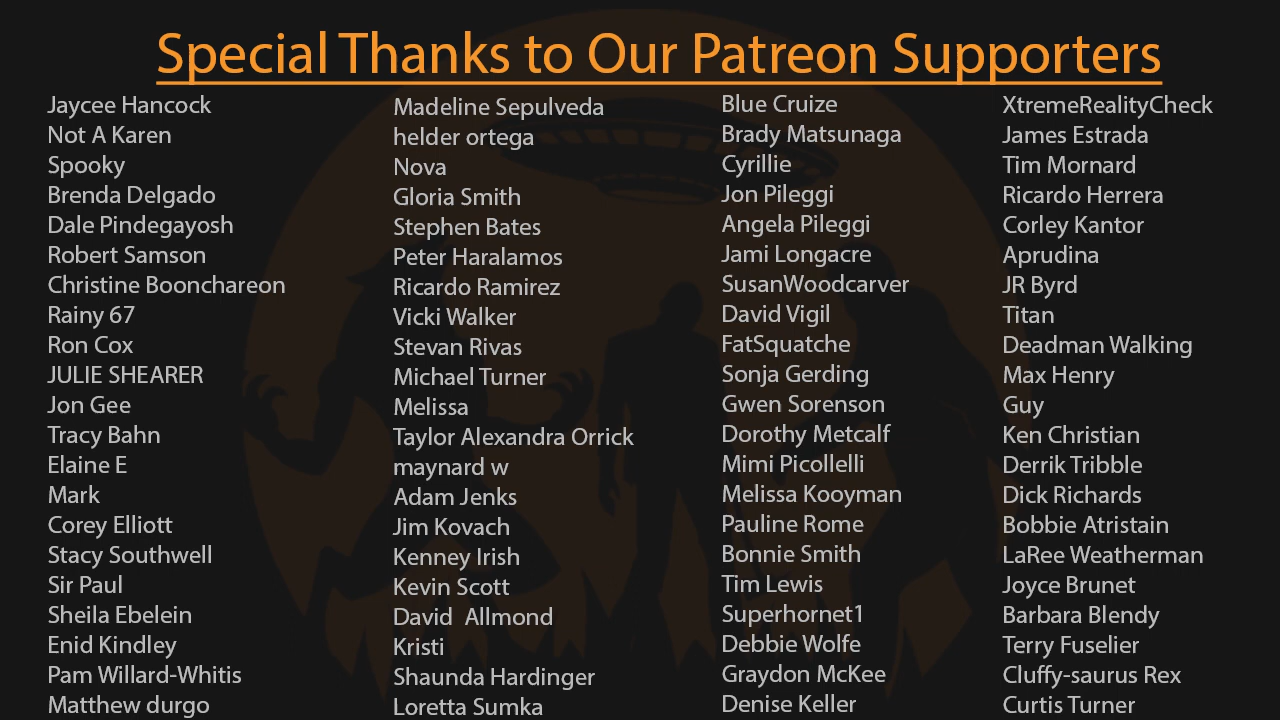 Special Thanks to Our Patreon Supporters
Jaycee Hancock
Not A Karen
Spooky
Brenda Delgado
Dale Pindegayosh
Robert Samson
Christine Boonchareon
Rainy 67
Ron Cox
JULIE SHEARER
Jon Gee
Tracy Bahn
Elaine E
Mark
Corey Elliott
Stacy Southwell
Sir Paul
Sheila Ebelein
Enid Kindley
Pam Willard-Whitis
Matthew durgo
Madeline Sepulveda
helder ortega
Nova
Gloria Smith
Stephen Bates
Peter Haralamos
Ricardo Ramirez
Vicki Walker
Stevan Rivas
Michael Turner
Melissa
Taylor Alexandra Orrick
maynard w
Adam Jenks
Jim Kovach
Kenney Irish
Kevin Scott
David  Allmond
Kristi
Shaunda Hardinger
Loretta Sumka
Blue Cruize
Brady Matsunaga
Cyrillie
Jon Pileggi
Angela Pileggi
Jami Longacre
SusanWoodcarver
David Vigil
FatSquatche
Sonja Gerding
Gwen Sorenson
Dorothy Metcalf
Mimi Picollelli
Melissa Kooyman
Pauline Rome
Bonnie Smith
Tim Lewis
Superhornet1
Debbie Wolfe
Graydon McKee
Denise Keller
XtremeRealityCheck
James Estrada
Tim Mornard
Ricardo Herrera
Corley Kantor
Aprudina
JR Byrd
Titan
Deadman Walking
Max Henry
Guy
Ken Christian
Derrik Tribble
Dick Richards
Bobbie Atristain
LaRee Weatherman
Joyce Brunet
Barbara Blendy
Terry Fuselier
Cluffy-saurus Rex
Curtis Turner